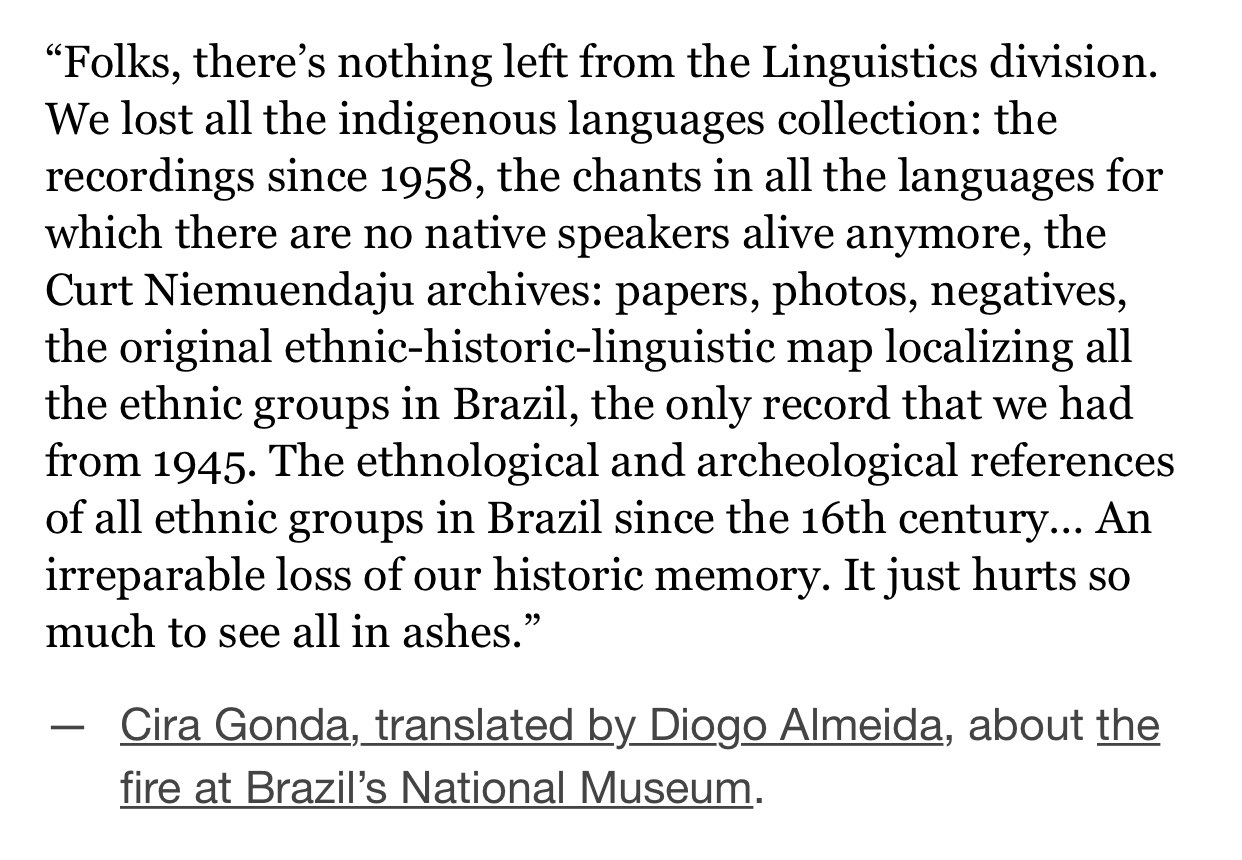 “Folks, there’s nothing left from the Linguistics division.
We lost all the indigenous languages collection: the
recordings since 1958, the chants in all the languages for
which there are no native speakers alive anymore, the
Curt Niemuendaju archives: papers, photos, negatives,
the original ethnic-historic-linguistic map localizing all
the ethnic groups in Brazil, the only record that we had
from 1945. The ethnological and archeological references
of all ethnic groups in Brazil since the 16th century... An
irreparable loss of our historic memory. It just hurts so
much to see all in ashes.”
— Cira Gonda, translated by Diogo Almeida, about the
fire at Brazil’s National Museum.